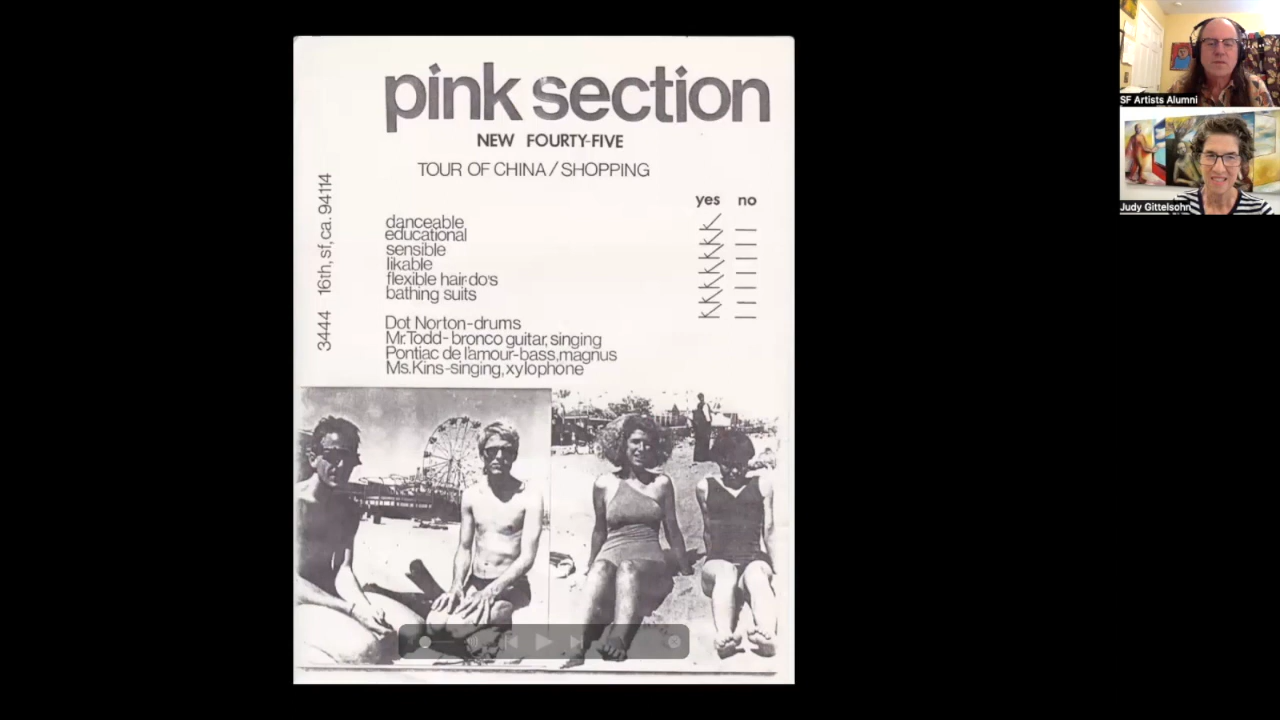 pink section
NEW FOURTY-FIVE
TOUR OF CHINA/SHOPPING
yes no
danceable
educational
sensible
likable
flexible hair-do's
bathing suits
Dot Norton-drums
Mr.Todd-bronco guitar, singing
Pontiac de l'amour-bass, magnus
Ms.Kins-singing, xylophone
3444 16th, sf, ca. 94114
SF Artists Alumni
Judy Gittelsohn